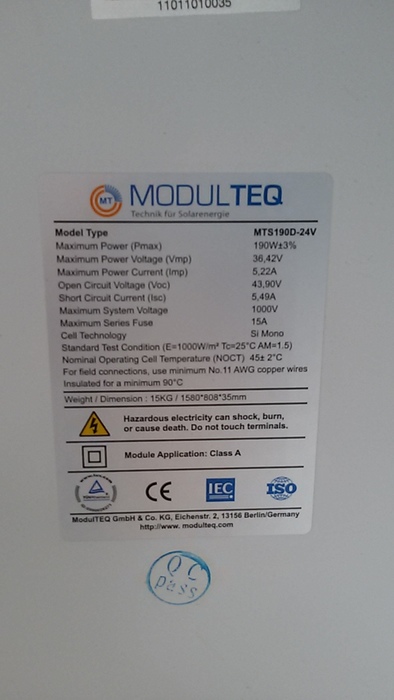 11011010035
MT MODULTEQ
Technik für Solarenergie
Model Type MTS190D-24V
Maximum Power (Pmax) 190W±3%
Maximum Power Voltage (Vmp) 36,42V
Maximum Power Current (Imp) 5,22A
Open Circuit Voltage (Voc) 43,90V
Short Circuit Current (Isc) 5,49A
Maximum System Voltage 1000V
Maximum Series Fuse 15A
Cell Technology Si Mono
Standard Test Condition (E=1000W/m² Tc=25°C AM=1.5)
Nominal Operating Cell Temperature (NOCT) 45± 2°C
For field connections, use minimum No.11 AWG copper wires
Insulated for a minimum 90°C
Weight / Dimension : 15KG / 1580*808*35mm
Hazardous electricity can shock, burn,
or cause death. Do not touch terminals.
Module Application: Class A
CE IEC ISO
ModulTEQ GmbH & Co. KG, Eichenstr. 2, 13156 Berlin/Germany
http://www. modulteq.com
QC
pass